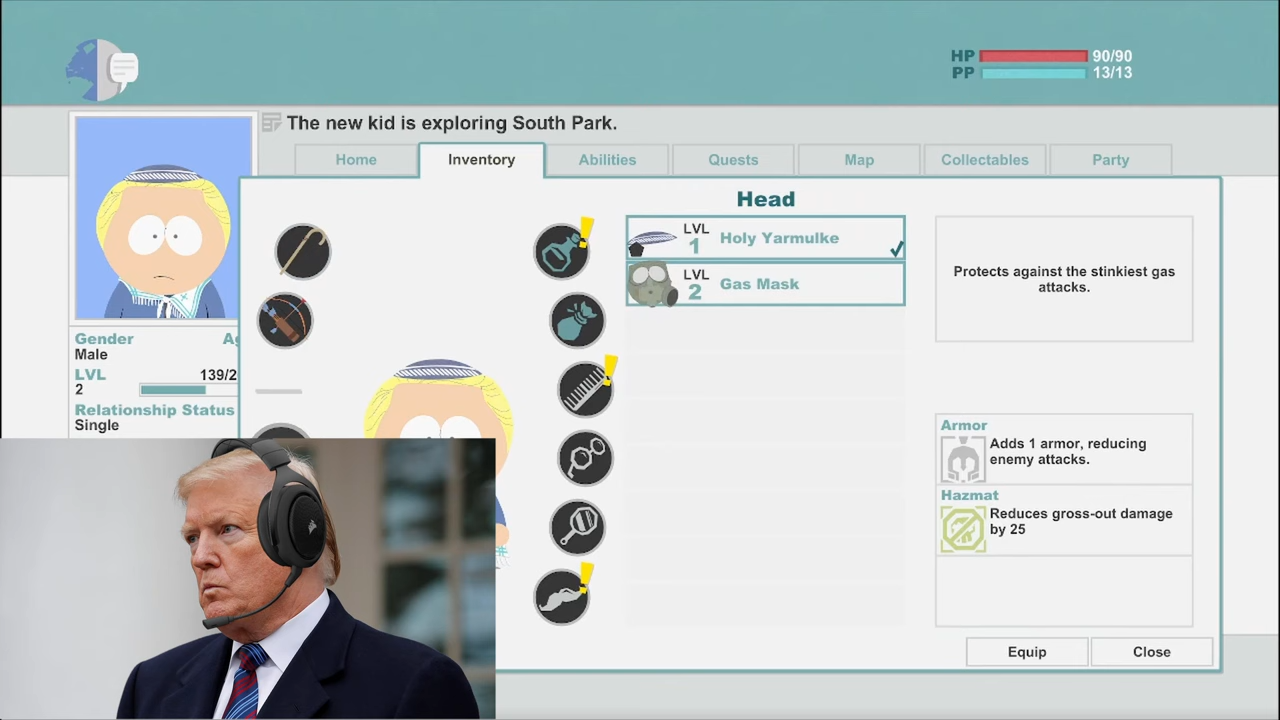 HP 90/90
PP 13/13
The new kid is exploring South Park.
Home Inventory Abilities Quests Map Collectables Party
Head
Gender
Male
LVL 139/2
2
Relationship Status
Single
LVL
1 Holy Yarmulke
LVL
2 Gas Mask
Protects against the stinkiest gas
attacks.
Armor
Adds 1 armor, reducing
enemy attacks.
Hazmat
Reduces gross-out damage
by 25
Equip Close